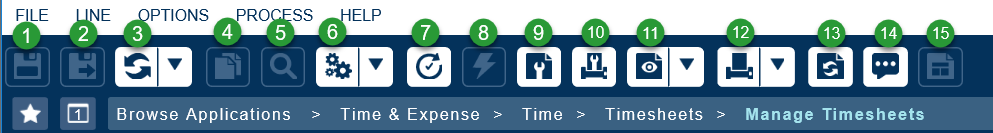 FILE LINE OPTIONS PROCESS HELP
1 2 3 4 5 6 7 8 9 10 11 12 13 14 15
1 Browse Applications > Time & Expense > Time > Timesheets > Manage Timesheets